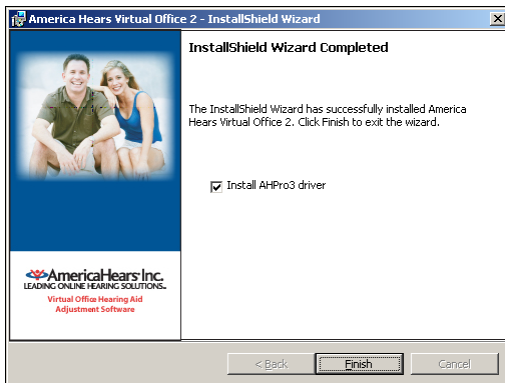 America Hears Virtual Office 2 - InstallShield Wizard
InstallShield Wizard Completed
The InstallShield Wizard has successfully installed America
Hears Virtual Office 2. Click Finish to exit the wizard.
Install AHPro3 driver
AmericaHears Inc.
LEADING ONLINE HEARING SOLUTIONS
Virtual Office Hearing Aid
Adjustment Software
< Back
Finish
Cancel